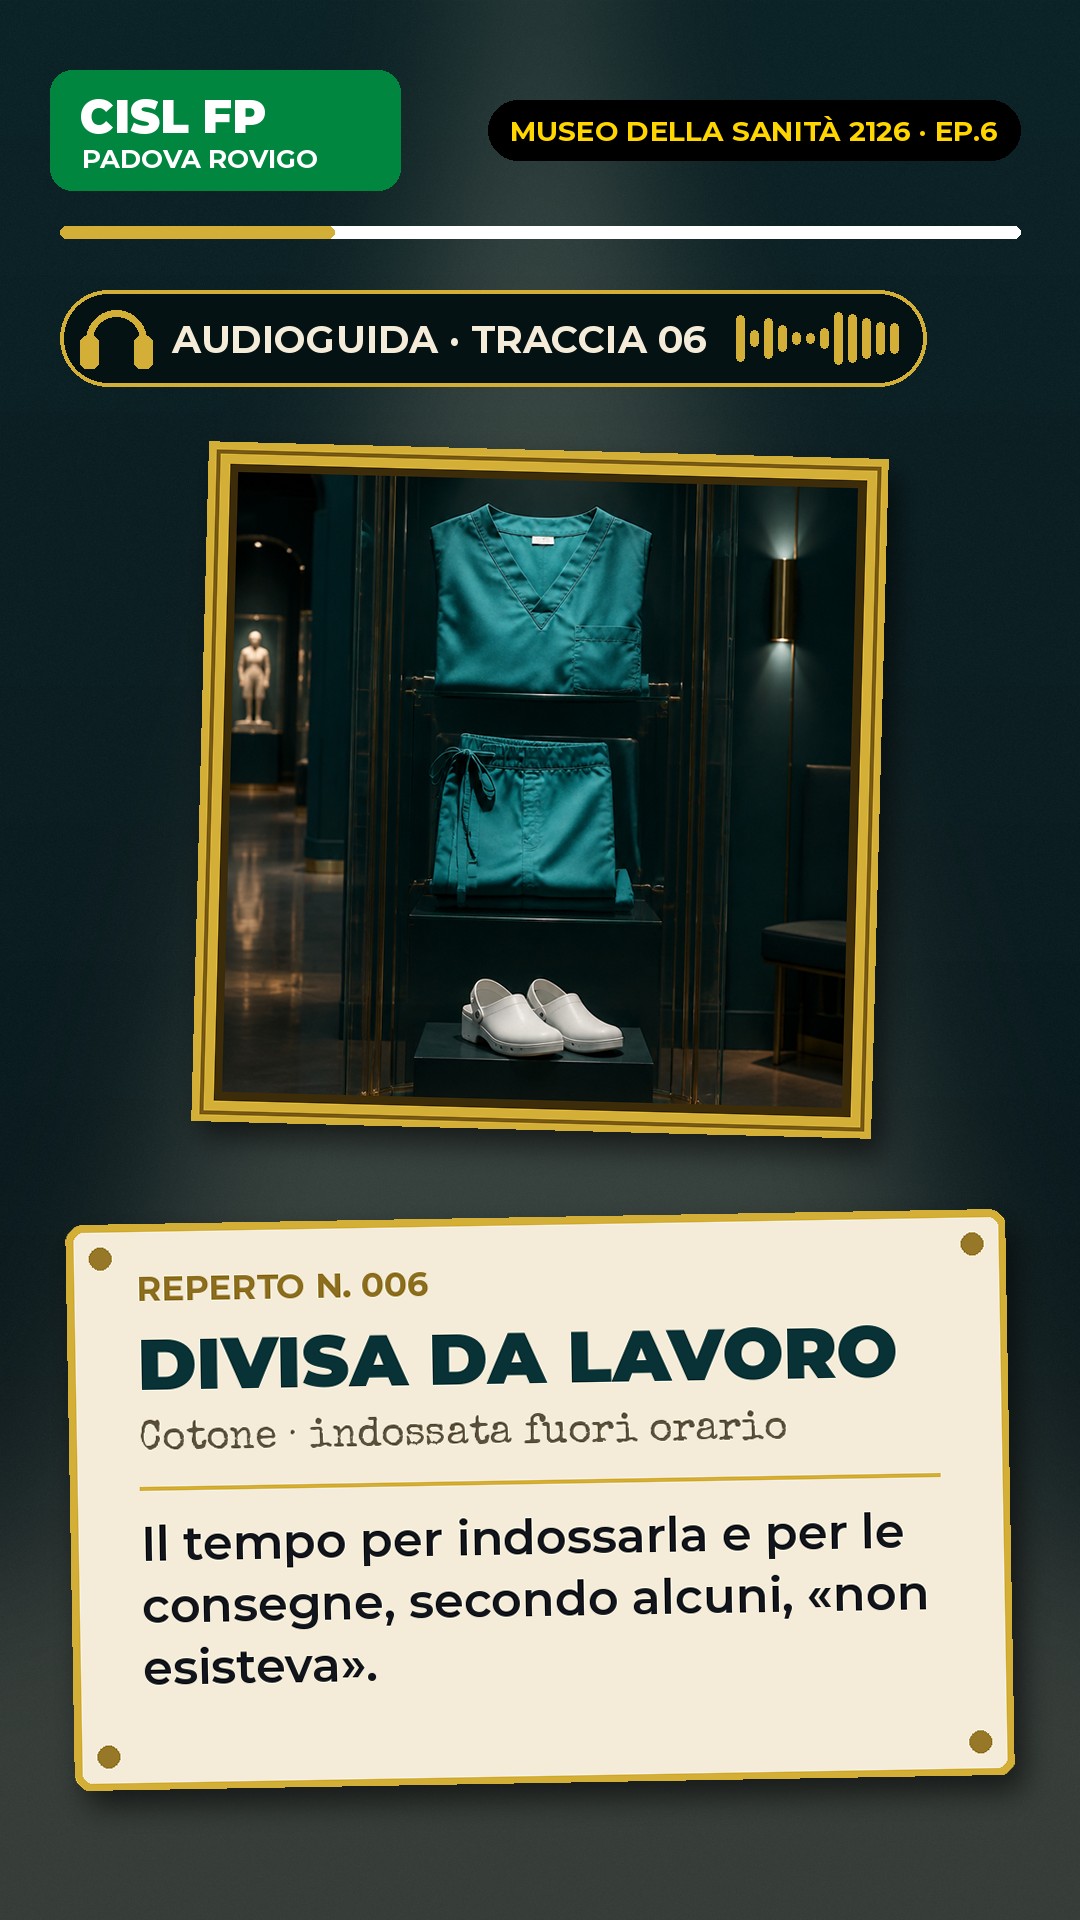 CISL FP
PADOVA ROVIGO
MUSEO DELLA SANITÀ 2126 · EP.6
AUDIOGUIDA · TRACCIA 06
REPERTO N. 006
DIVISA DA LAVORO
Cotone · indossata fuori orario
Il tempo per indossarla e per le
consegne, secondo alcuni, «non
esisteva».